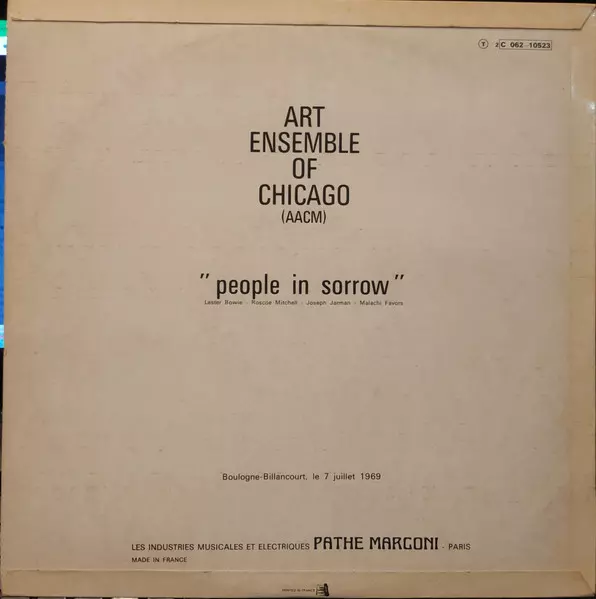 T 2C 062 10523
ART
ENSEMBLE
OF
CHICAGO
(AACM)
"people in sorrow"
Lester Bowie - Roscoe Mitchell - Joseph Jarman - Malachi Favors
Boulogne-Billancourt, le 7 juillet 1969
LES INDUSTRIES MUSICALES ET ELECTRIQUES PATHE MARCONI - PARIS
MADE IN FRANCE